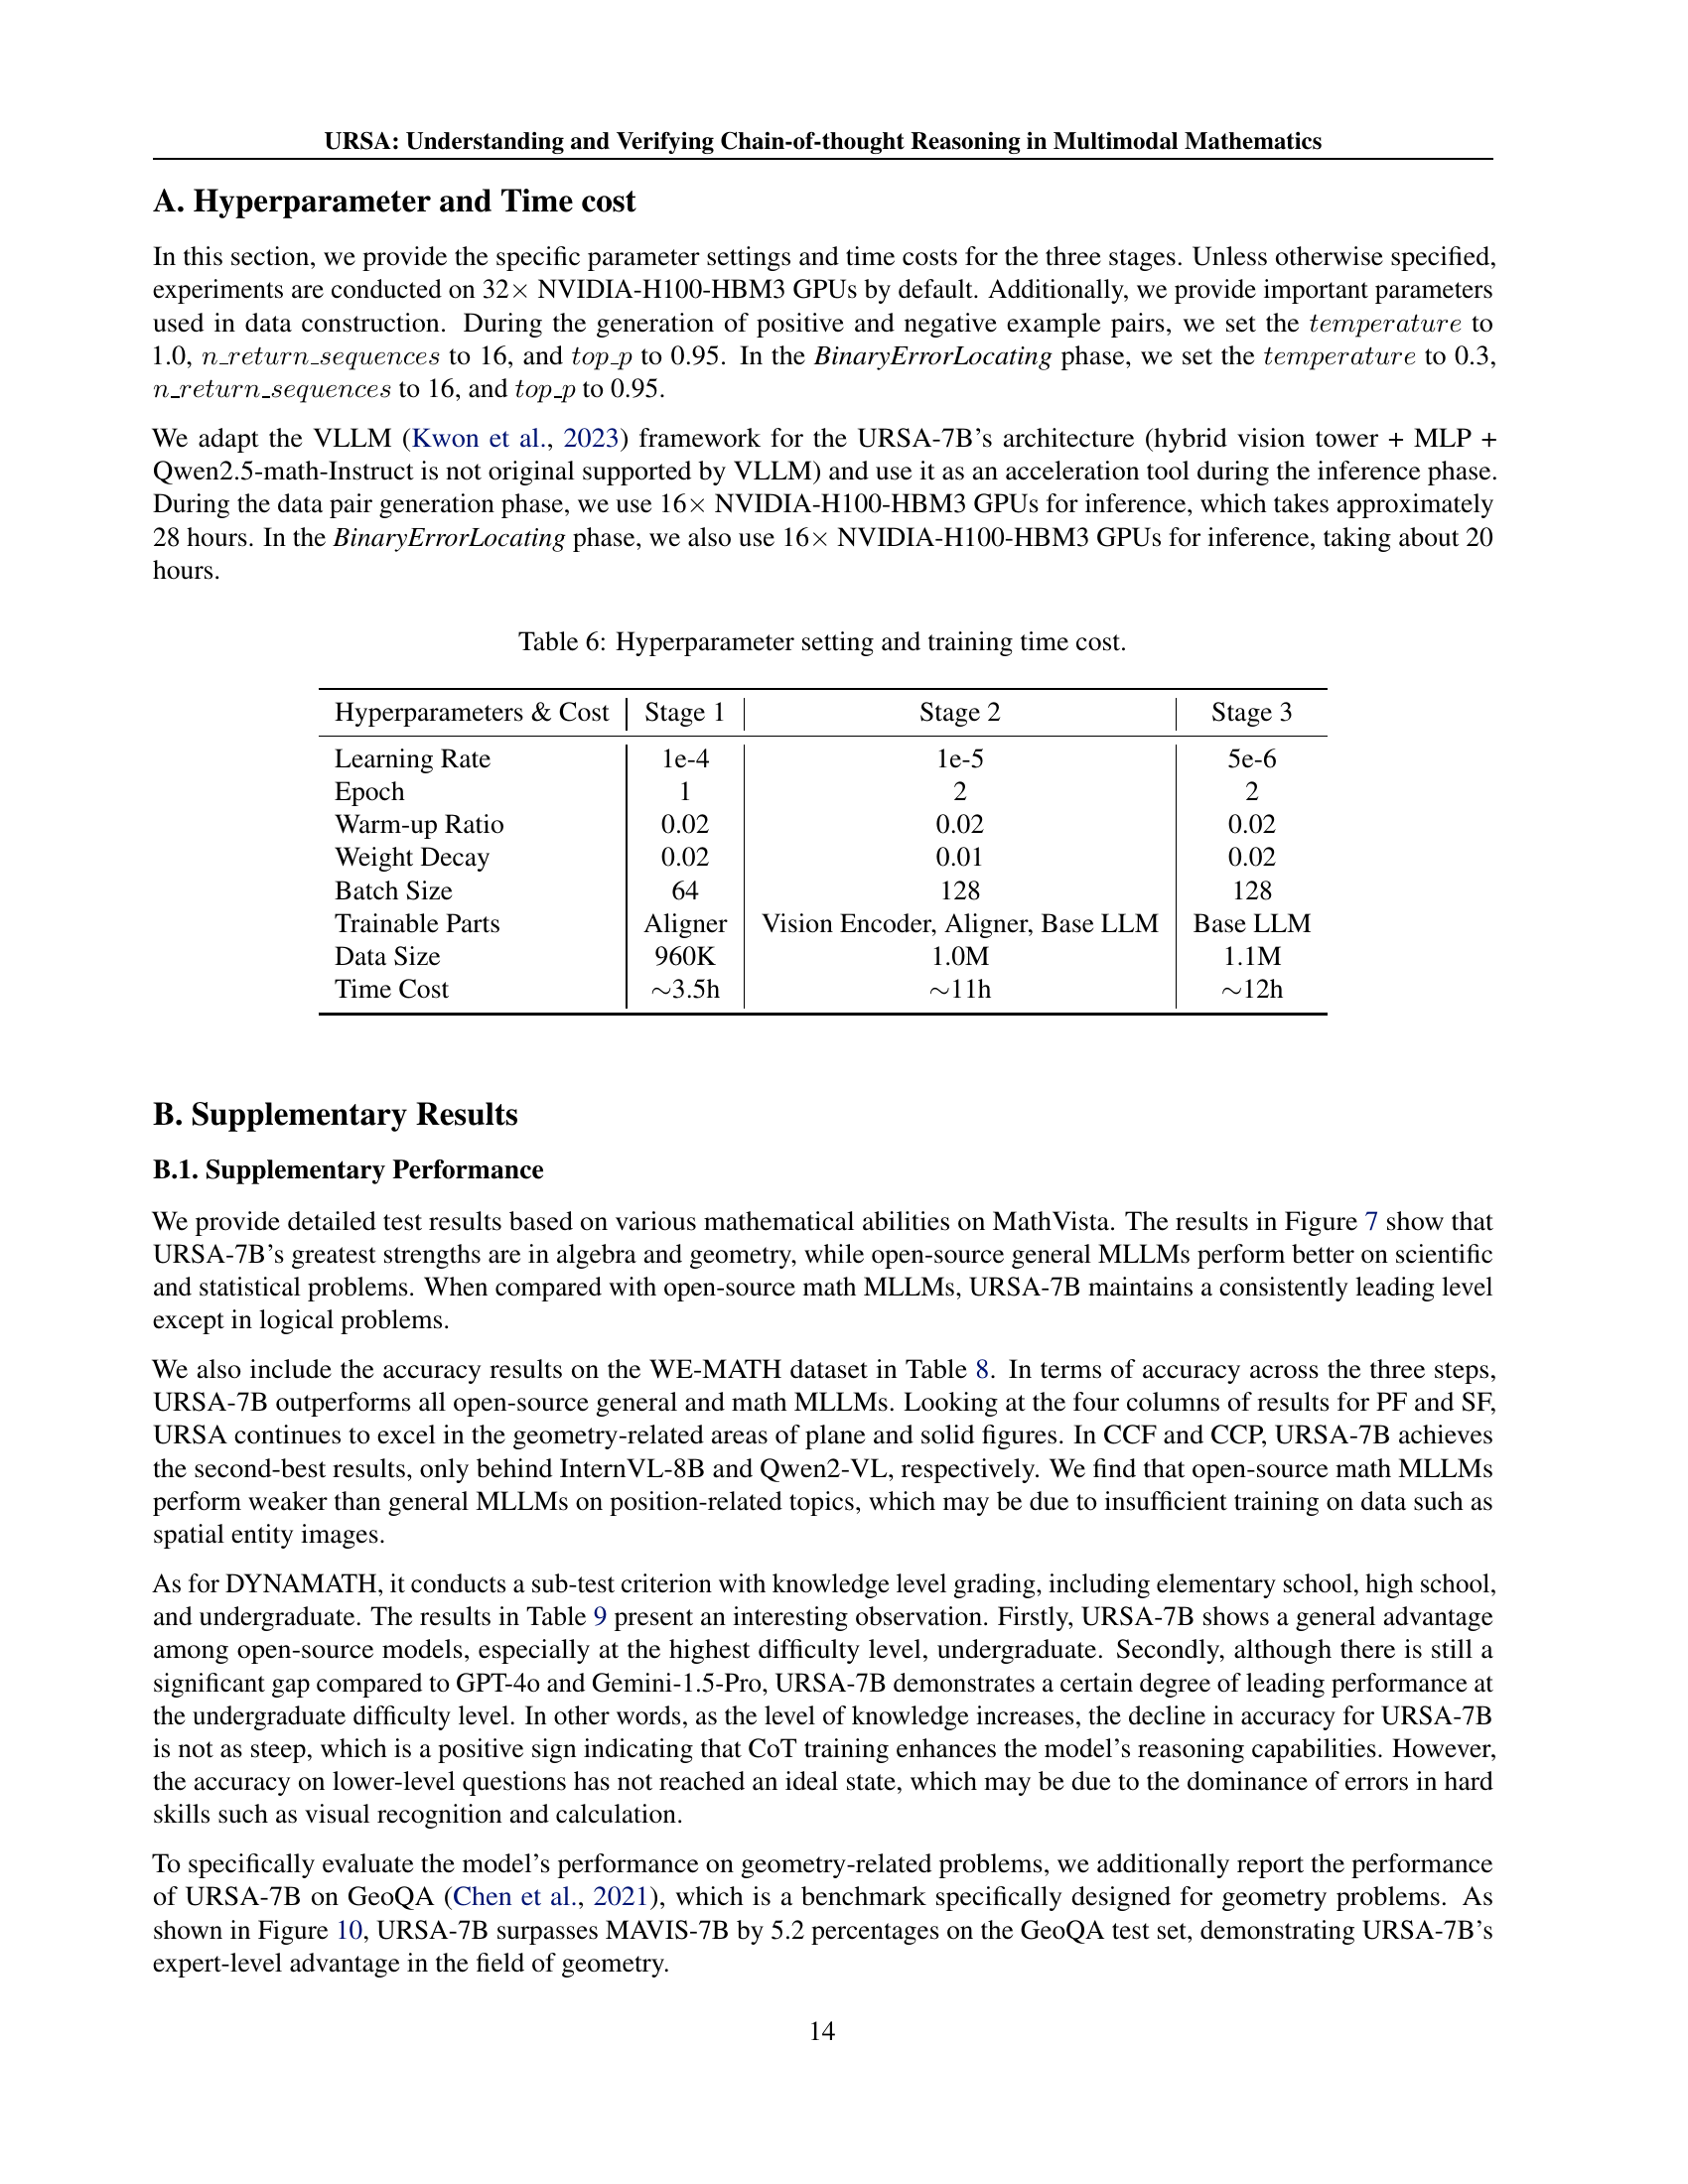 URSA: Understanding and Verifying Chain-of-thought Reasoning in Multimodal Mathematics
A. Hyperparameter and Time cost
In this section, we provide the specific parameter settings and time costs for the three stages. Unless otherwise specified,
experiments are conducted on 32× NVIDIA-H100-HBM3 GPUs by default. Additionally, we provide important parameters
used in data construction. During the generation of positive and negative example pairs, we set the temperature to
1.0, n_return_sequences to 16, and top_p to 0.95. In the BinaryErrorLocating phase, we set the temperature to 0.3,
n_return_sequences to 16, and top_p to 0.95.
We adapt the VLLM (Kwon et al., 2023) framework for the URSA-7B's architecture (hybrid vision tower + MLP +
Qwen2.5-math-Instruct is not original supported by VLLM) and use it as an acceleration tool during the inference phase.
During the data pair generation phase, we use 16× NVIDIA-H100-HBM3 GPUs for inference, which takes approximately
28 hours. In the BinaryErrorLocating phase, we also use 16× NVIDIA-H100-HBM3 GPUs for inference, taking about 20
hours.
Table 6: Hyperparameter setting and training time cost.
Hyperparameters & Cost Stage 1 Stage 2 Stage 3
Learning Rate 1e-4 1e-5 5e-6
Epoch 1 2 2
Warm-up Ratio 0.02 0.02 0.02
Weight Decay 0.02 0.01 0.02
Batch Size 64 128 128
Trainable Parts Aligner Vision Encoder, Aligner, Base LLM Base LLM
Data Size 960K 1.0M 1.1M
Time Cost ~3.5h ~11h ~12h
B. Supplementary Results
B.1. Supplementary Performance
We provide detailed test results based on various mathematical abilities on MathVista. The results in Figure 7 show that
URSA-7B's greatest strengths are in algebra and geometry, while open-source general MLLMs perform better on scientific
and statistical problems. When compared with open-source math MLLMs, URSA-7B maintains a consistently leading level
except in logical problems.
We also include the accuracy results on the WE-MATH dataset in Table 8. In terms of accuracy across the three steps,
URSA-7B outperforms all open-source general and math MLLMs. Looking at the four columns of results for PF and SF,
URSA continues to excel in the geometry-related areas of plane and solid figures. In CCF and CCP, URSA-7B achieves
the second-best results, only behind InternVL-8B and Qwen2-VL, respectively. We find that open-source math MLLMs
perform weaker than general MLLMs on position-related topics, which may be due to insufficient training on data such as
spatial entity images.
As for DYNAMATH, it conducts a sub-test criterion with knowledge level grading, including elementary school, high school,
and undergraduate. The results in Table 9 present an interesting observation. Firstly, URSA-7B shows a general advantage
among open-source models, especially at the highest difficulty level, undergraduate. Secondly, although there is still a
significant gap compared to GPT-4o and Gemini-1.5-Pro, URSA-7B demonstrates a certain degree of leading performance at
the undergraduate difficulty level. In other words, as the level of knowledge increases, the decline in accuracy for URSA-7B
is not as steep, which is a positive sign indicating that CoT training enhances the model's reasoning capabilities. However,
the accuracy on lower-level questions has not reached an ideal state, which may be due to the dominance of errors in hard
skills such as visual recognition and calculation.
To specifically evaluate the model's performance on geometry-related problems, we additionally report the performance
of URSA-7B on GeoQA (Chen et al., 2021), which is a benchmark specifically designed for geometry problems. As
shown in Figure 10, URSA-7B surpasses MAVIS-7B by 5.2 percentages on the GeoQA test set, demonstrating URSA-7B's
expert-level advantage in the field of geometry.
14